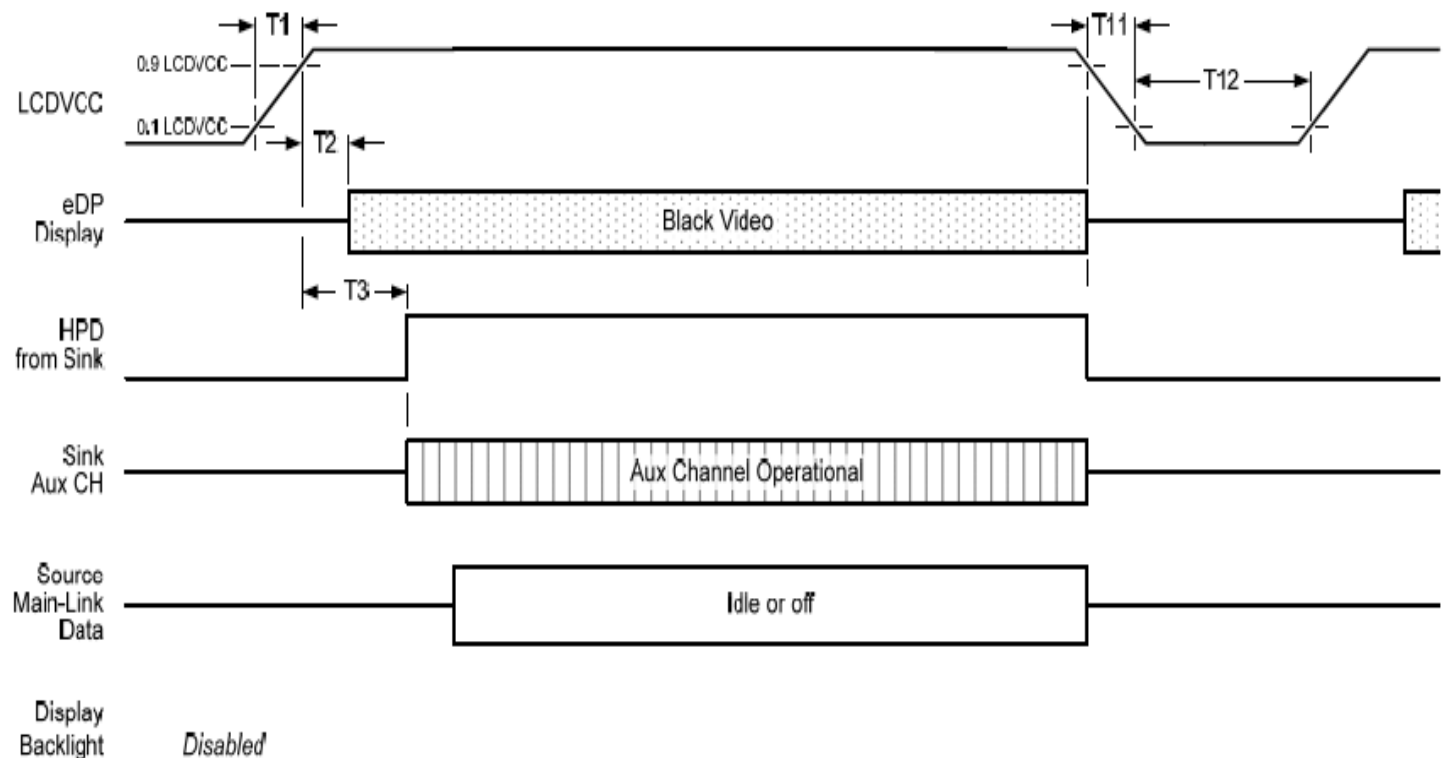 T1
T11
0.9 LCDVCC
LCDVCC
T12
0.1 LCDVCC
T2
eDP
Display
Black Video
T3
HPD
from Sink
Sink
Aux CH
Aux Channel Operational
Source
Main-Link
Data
Idle or off
Display
Backlight
Disabled